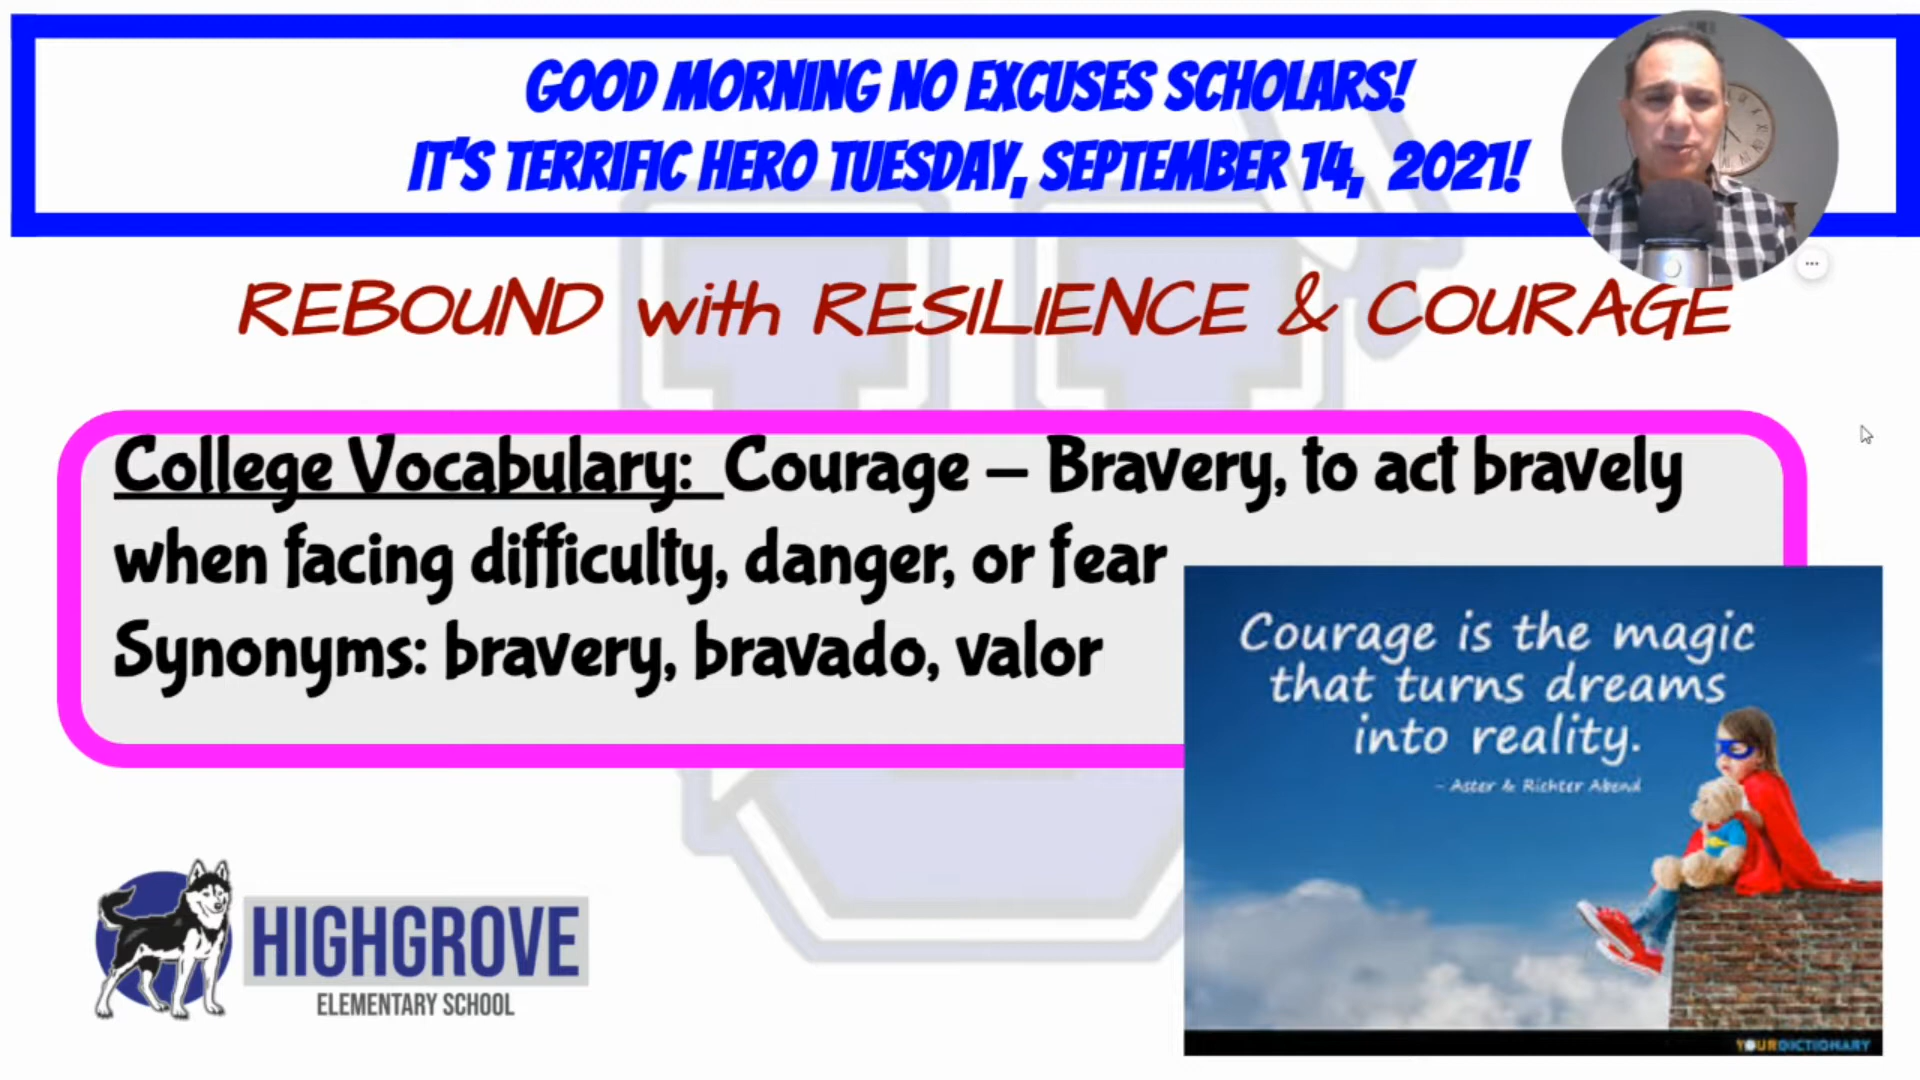 GOOD MORNING NO EXCUSES SCHOLARS!
IT'S TERRIFIC HERO TUESDAY, SEPTEMBER 14, 2021!
REBOUND with RESILIENCE & COURAGE
College Vocabulary: Courage – Bravery, to act bravely
when facing difficulty, danger, or fear
Synonyms: bravery, bravado, valor
Courage is the magic
that turns dreams
into reality.
- Aster & Richter Abend
YOURDICTIONARY
HIGHGROVE
ELEMENTARY SCHOOL